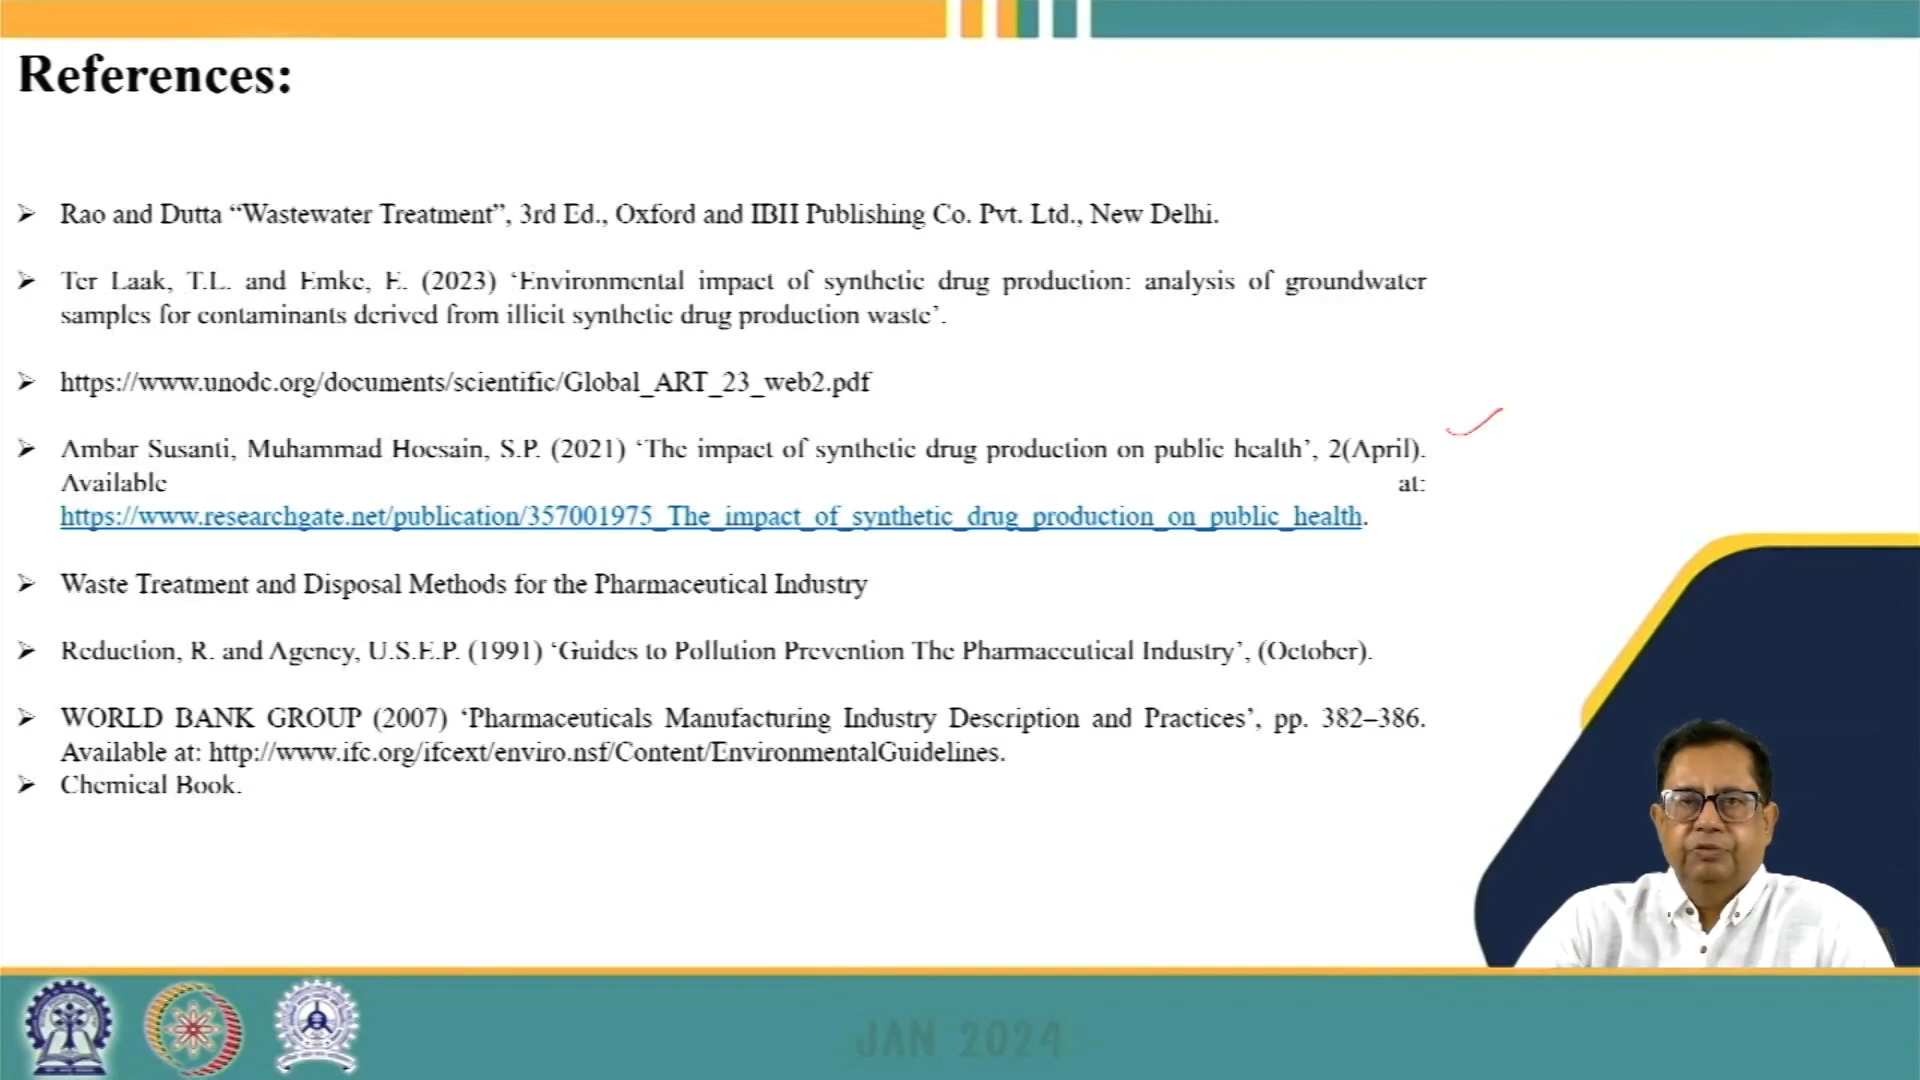 References:
➢ Rao and Dutta “Wastewater Treatment”, 3rd Ed., Oxford and IBII Publishing Co. Pvt. Ltd., New Delhi.
➢ Ter Laak, T.L. and Emke, E. (2023) ‘Environmental impact of synthetic drug production: analysis of groundwater
samples for contaminants derived from illicit synthetic drug production waste’.
➢ https://www.unodc.org/documents/scientific/Global_ART_23_web2.pdf
➢ Ambar Susanti, Muhammad Hoesain, S.P. (2021) ‘The impact of synthetic drug production on public health’, 2(April).
Available at:
https://www.researchgate.net/publication/357001975_The_impact_of_synthetic_drug_production_on_public_health.
➢ Waste Treatment and Disposal Methods for the Pharmaceutical Industry
➢ Reduction, R. and Agency, U.S.E.P. (1991) ‘Guides to Pollution Prevention The Pharmaceutical Industry’, (October).
➢ WORLD BANK GROUP (2007) ‘Pharmaceuticals Manufacturing Industry Description and Practices’, pp. 382–386.
Available at: http://www.ifc.org/ifcext/enviro.nsf/Content/EnvironmentalGuidelines.
➢ Chemical Book.
JAN 2024